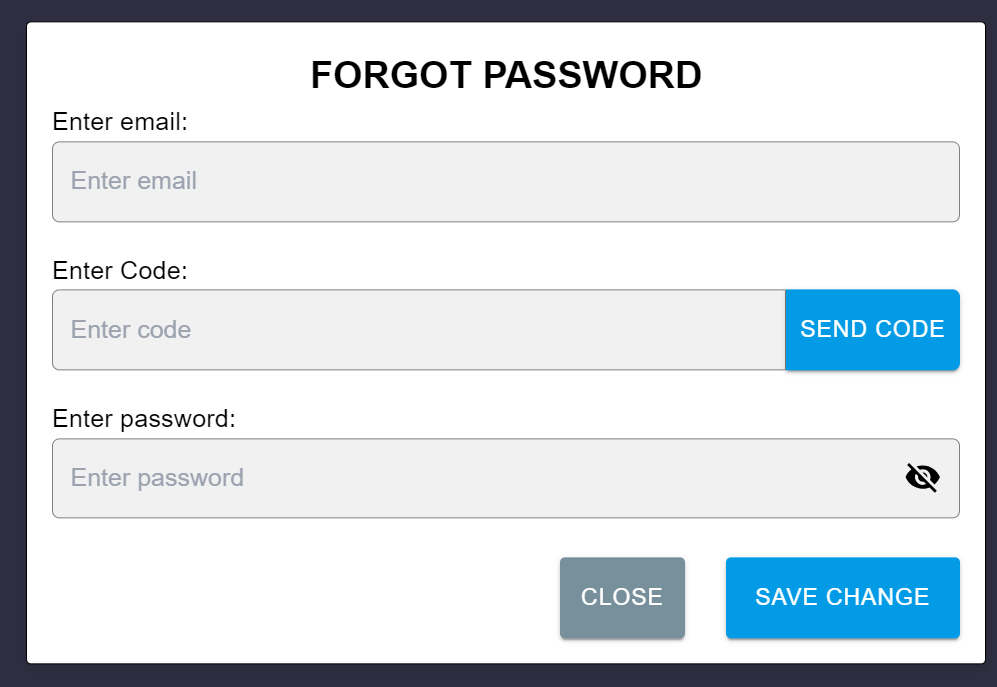 FORGOT PASSWORD
Enter email:
Enter email
Enter Code:
Enter code
SEND CODE
Enter password:
Enter password
CLOSE
SAVE CHANGE